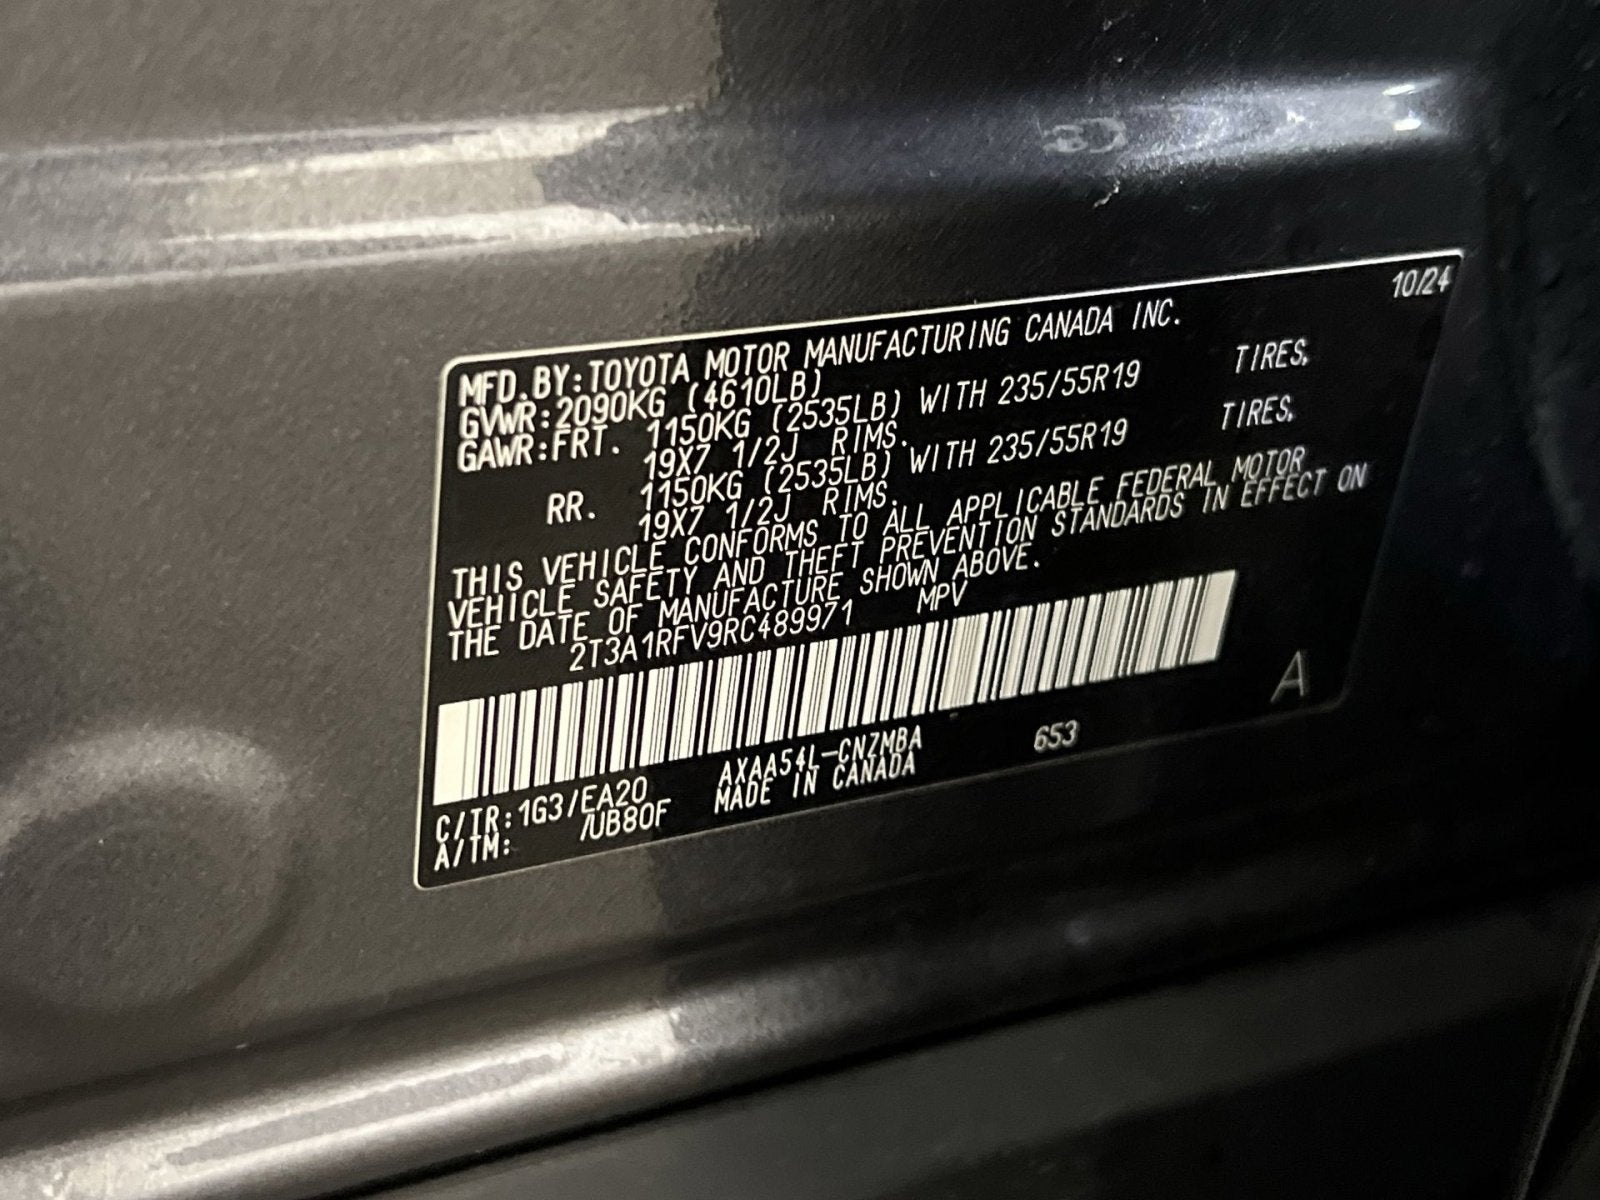 10/24
MFD.BY:TOYOTA MOTOR MANUFACTURING CANADA INC.
GVWR:2090KG (4610LB)
GAWR:FRT. 1150KG (2535LB) WITH 235/55R19 TIRES,
19X7 1/2J RIMS.
RR. 1150KG (2535LB) WITH 235/55R19 TIRES,
19X7 1/2J RIMS.
THIS VEHICLE CONFORMS TO ALL APPLICABLE FEDERAL MOTOR
VEHICLE SAFETY AND THEFT PREVENTION STANDARDS IN EFFECT ON
THE DATE OF MANUFACTURE SHOWN ABOVE.
2T3A1RFV9RC489971 MPV
A
C/TR:1G3/EA20 AXAA54L-CNZMBA 653
A/TM: /UB80F MADE IN CANADA